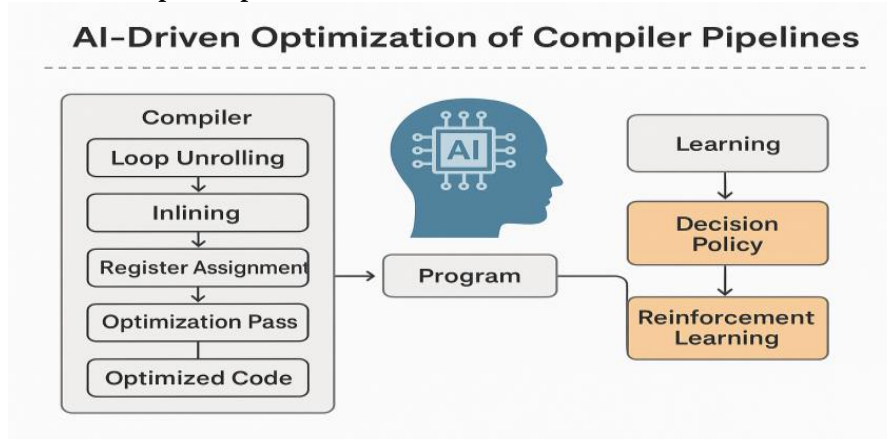 AI-Driven Optimization of Compiler Pipelines
Compiler
Loop Unrolling
Inlining
Register Assignment
Optimization Pass
Optimized Code
AI
Program
Learning
Decision
Policy
Reinforcement
Learning